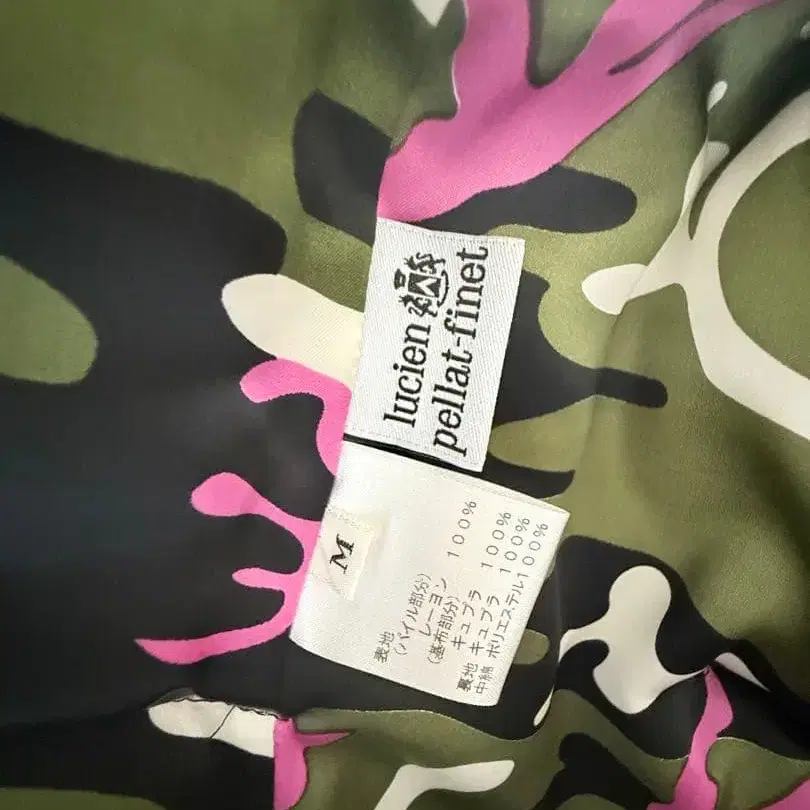 lucien
pellat-finet
M
表地
(パイル部分)
レーヨン 100%
(基布部分)
キュプラ 100%
裏地 キュプラ 100%
中綿 ポリエステル100%